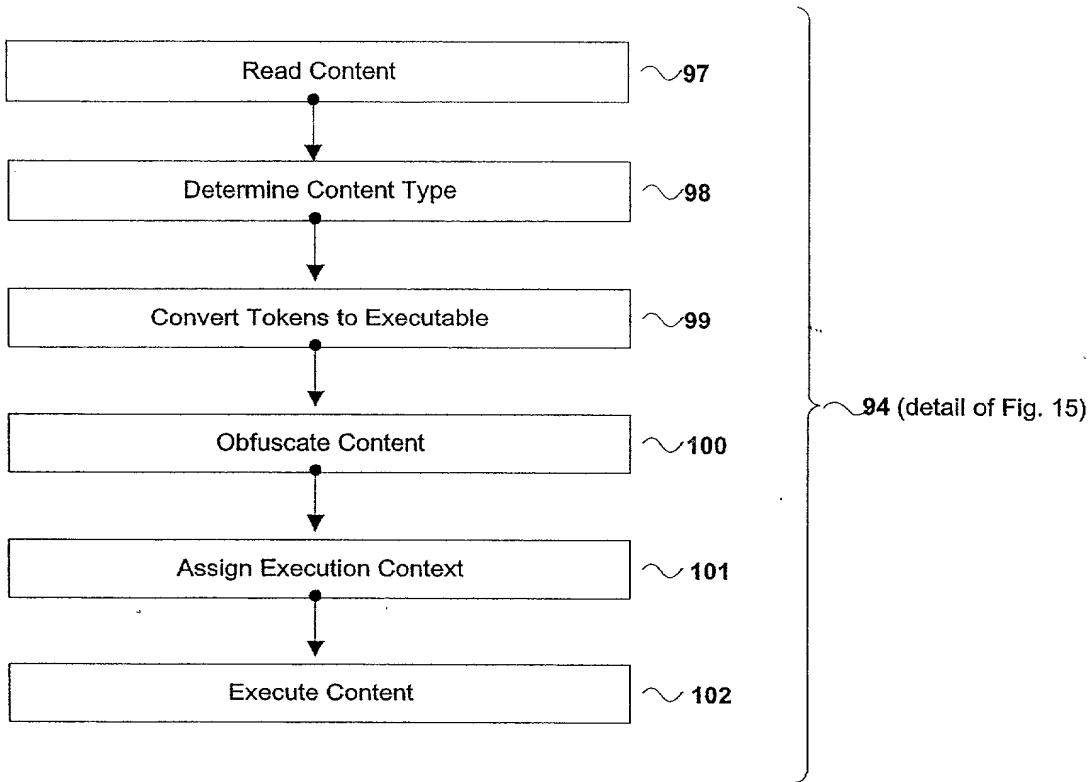 Read Content 97
Determine Content Type 98
Convert Tokens to Executable 99
94 (detail of Fig. 15)
Obfuscate Content 100
Assign Execution Context 101
Execute Content 102